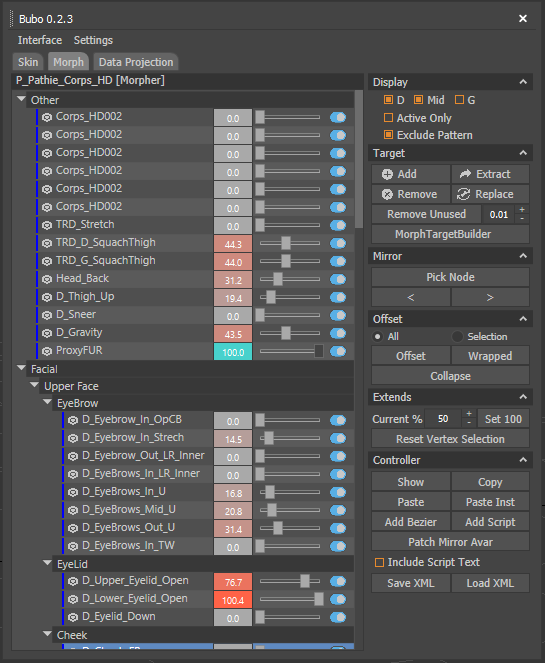 Bubo 0.2.3
Interface Settings
Skin Morph Data Projection
P_Pathie_Corps_HD [Morpher]
Other
Corps_HD002 0.0
Corps_HD002 0.0
Corps_HD002 0.0
Corps_HD002 0.0
Corps_HD002 0.0
Corps_HD002 0.0
TRD_Stretch 0.0
TRD_D_SquachThigh 44.3
TRD_G_SquachThigh 44.0
Head_Back 31.2
D_Thigh_Up 19.4
D_Sneer 0.0
D_Gravity 43.5
ProxyFUR 100.0
Facial
Upper Face
EyeBrow
D_Eyebrow_In_OpCB 0.0
D_Eyebrow_In_Strech 14.5
D_Eyebrow_Out_LR_Inner 0.0
D_EyeBrows_In_LR_Inner 0.0
D_EyeBrows_In_U 16.8
D_EyeBrows_Mid_U 20.8
D_EyeBrows_Out_U 31.4
D_EyeBrows_In_TW 0.0
EyeLid
D_Upper_Eyelid_Open 76.7
D_Lower_Eyelid_Open 100.4
D_Eyelid_Down 0.0
Cheek
Display
D Mid G
Active Only
Exclude Pattern
Target
Add Extract
Remove Replace
Remove Unused 0.01 + -
MorphTargetBuilder
Mirror
Pick Node
< >
Offset
All Selection
Offset Wrapped
Collapse
Extends
Current % 50 + - Set 100
Reset Vertex Selection
Controller
Show Copy
Paste Paste Inst
Add Bezier Add Script
Patch Mirror Avar
Include Script Text
Save XML Load XML